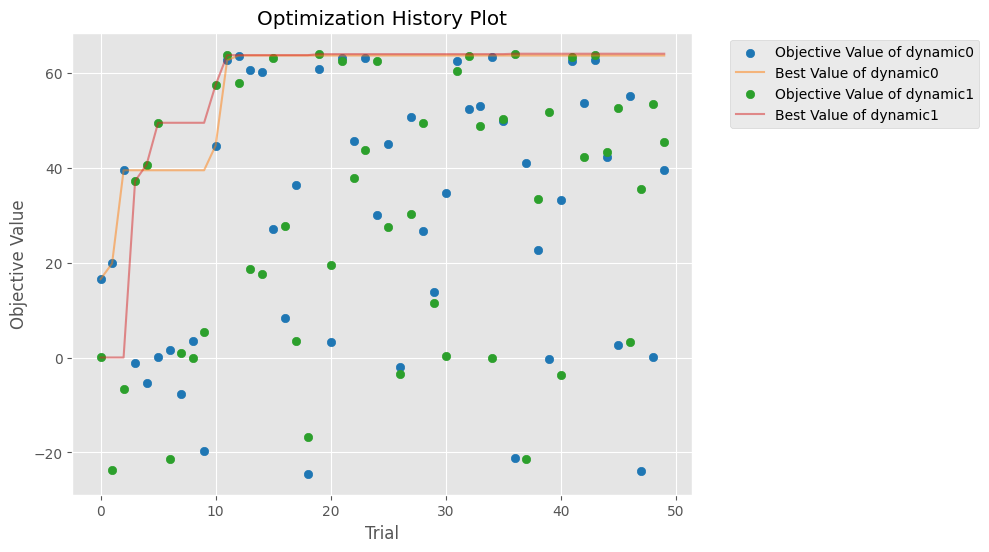 Optimization History Plot
Objective Value of dynamic0
Best Value of dynamic0
Objective Value of dynamic1
Best Value of dynamic1
Objective Value
60
40
20
0
−20
0 10 20 30 40 50
Trial